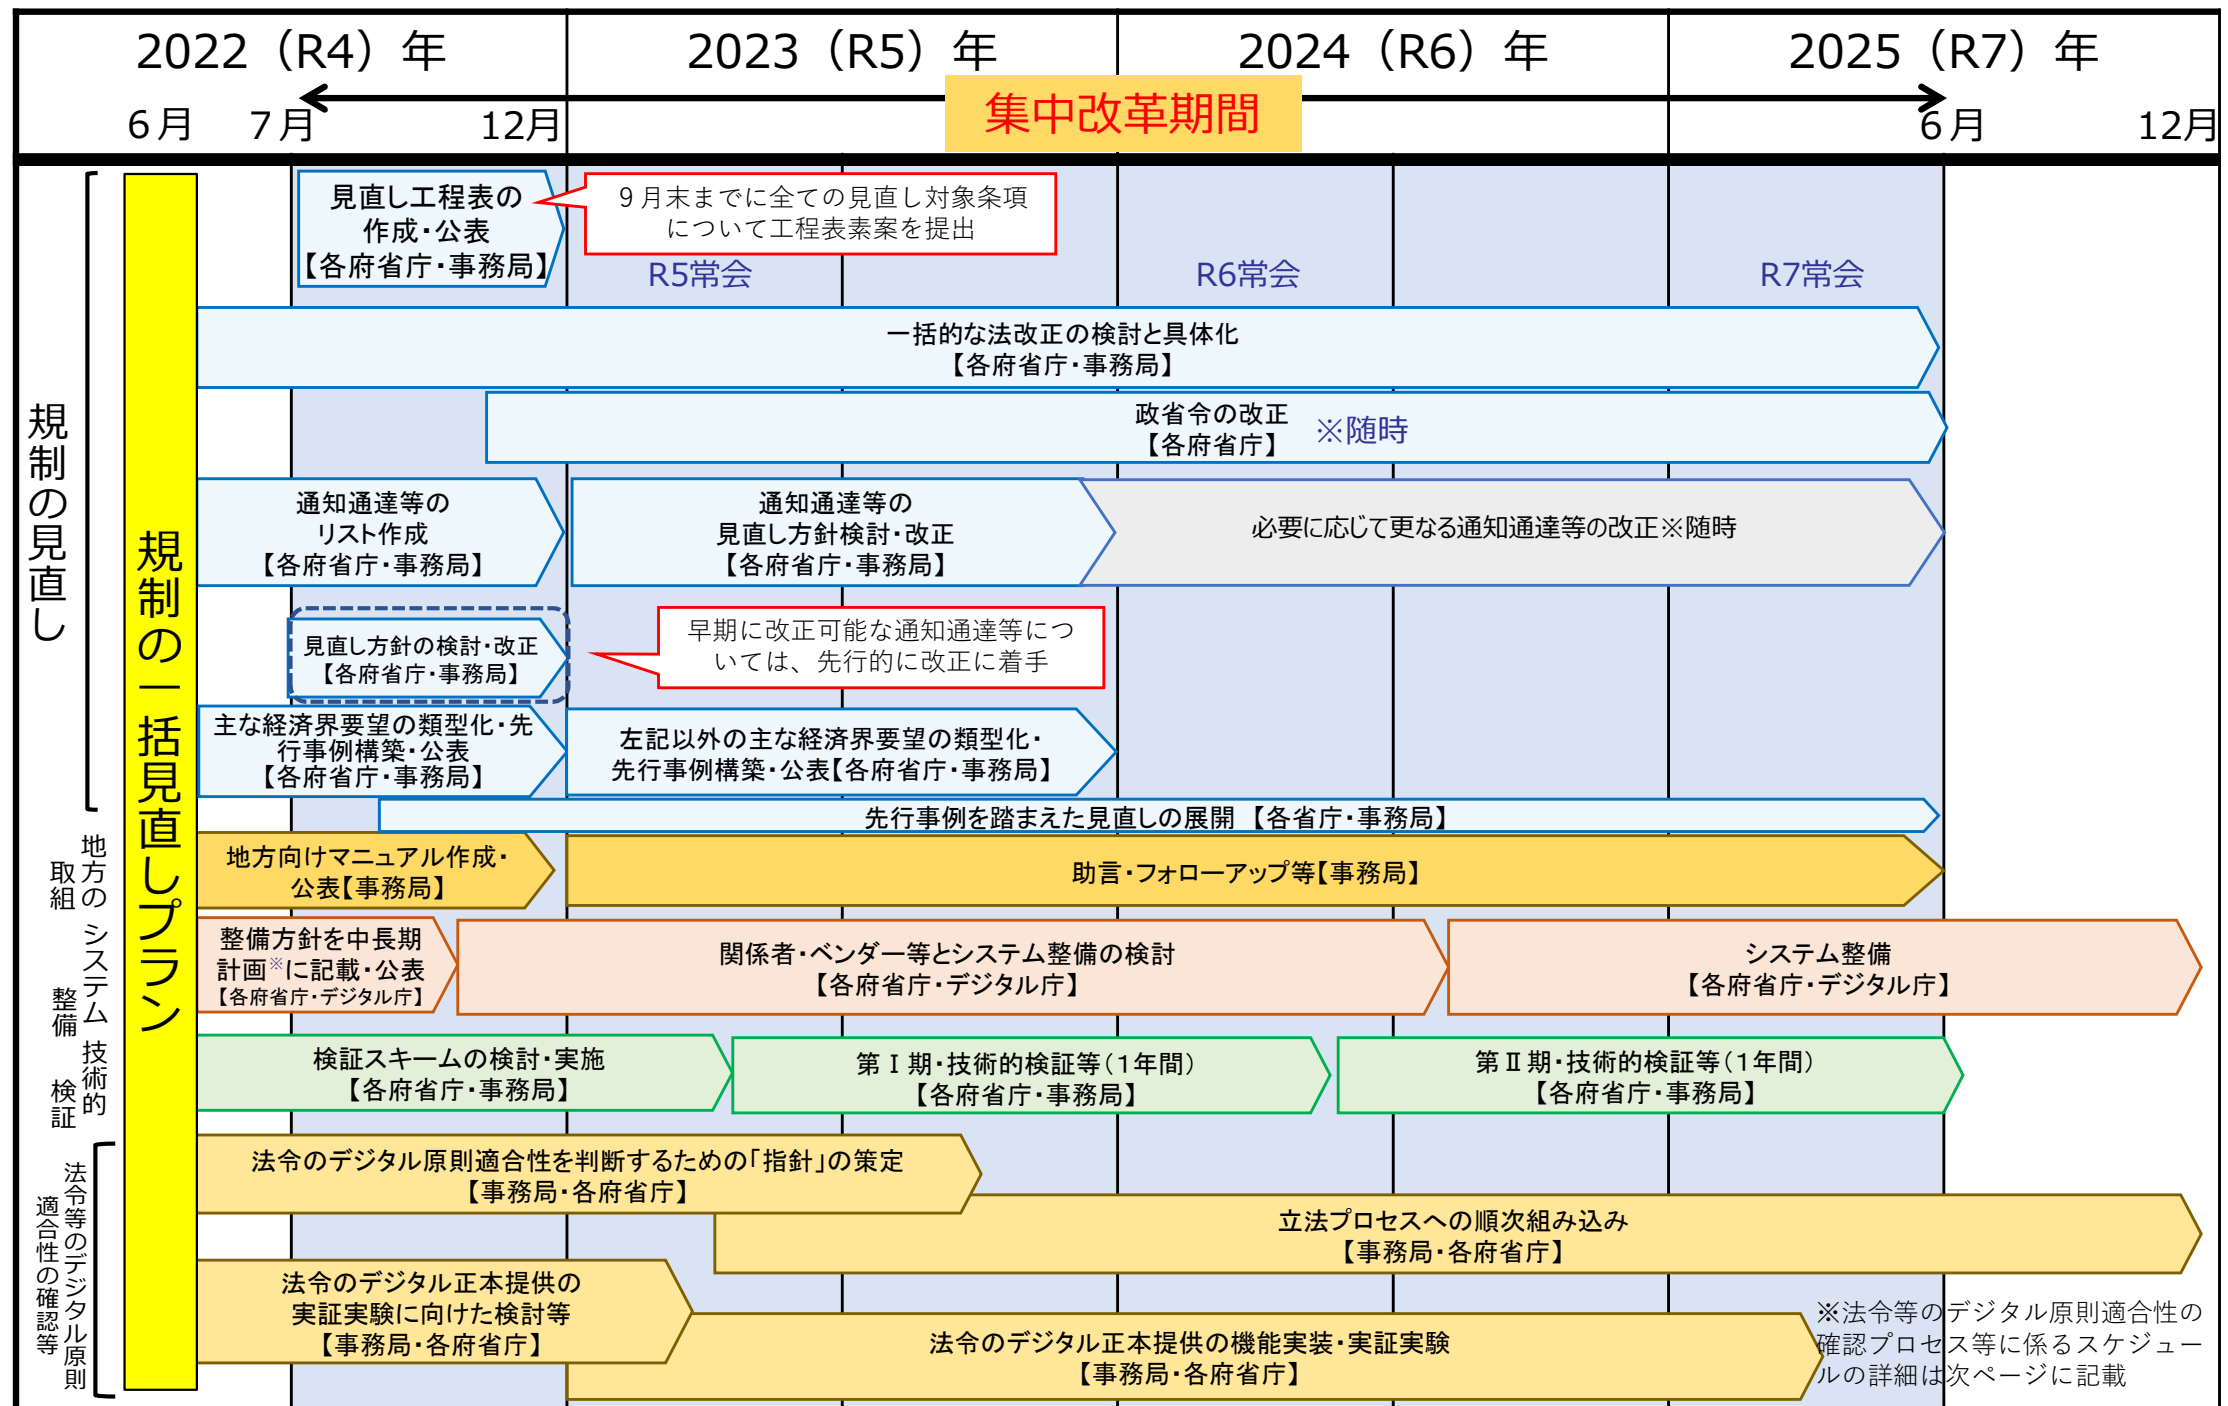 2022（R4）年
2023（R5）年
2024（R6）年
2025（R7）年
集中改革期間
６月
７月
12月
６月
12月
規制の見直し
規制の一括見直しプラン
見直し工程表の
作成・公表
【各府省庁・事務局】
９月末までに全ての見直し対象条項
について工程表素案を提出
R5常会
R6常会
R7常会
一括的な法改正の検討と具体化
【各府省庁・事務局】
政省令の改正
【各府省庁】
※随時
通知通達等の
リスト作成
【各府省庁・事務局】
通知通達等の
見直し方針検討・改正
【各府省庁・事務局】
必要に応じて更なる通知通達等の改正※随時
見直し方針の検討・改正
【各府省庁・事務局】
早期に改正可能な通知通達等につ
いては、先行的に改正に着手
主な経済界要望の類型化・先
行事例構築・公表
【各府省庁・事務局】
左記以外の主な経済界要望の類型化・
先行事例構築・公表【各府省庁・事務局】
先行事例を踏まえた見直しの展開 【各省庁・事務局】
地方の
取組
地方向けマニュアル作成・
公表【事務局】
助言・フォローアップ等【事務局】
システム
整備
整備方針を中長期
計画※に記載・公表
【各府省庁・デジタル庁】
関係者・ベンダー等とシステム整備の検討
【各府省庁・デジタル庁】
システム整備
【各府省庁・デジタル庁】
技術的
検証
検証スキームの検討・実施
【各府省庁・事務局】
第Ⅰ期・技術的検証等（1年間）
【各府省庁・事務局】
第Ⅱ期・技術的検証等（1年間）
【各府省庁・事務局】
法令等のデジタル原則
適合性の確認等
法令のデジタル原則適合性を判断するための「指針」の策定
【事務局・各府省庁】
立法プロセスへの順次組み込み
【事務局・各府省庁】
法令のデジタル正本提供の
実証実験に向けた検討等
【事務局・各府省庁】
法令のデジタル正本提供の機能実装・実証実験
【事務局・各府省庁】
※法令等のデジタル原則適合性の
確認プロセス等に係るスケジュー
ルの詳細は次ページに記載